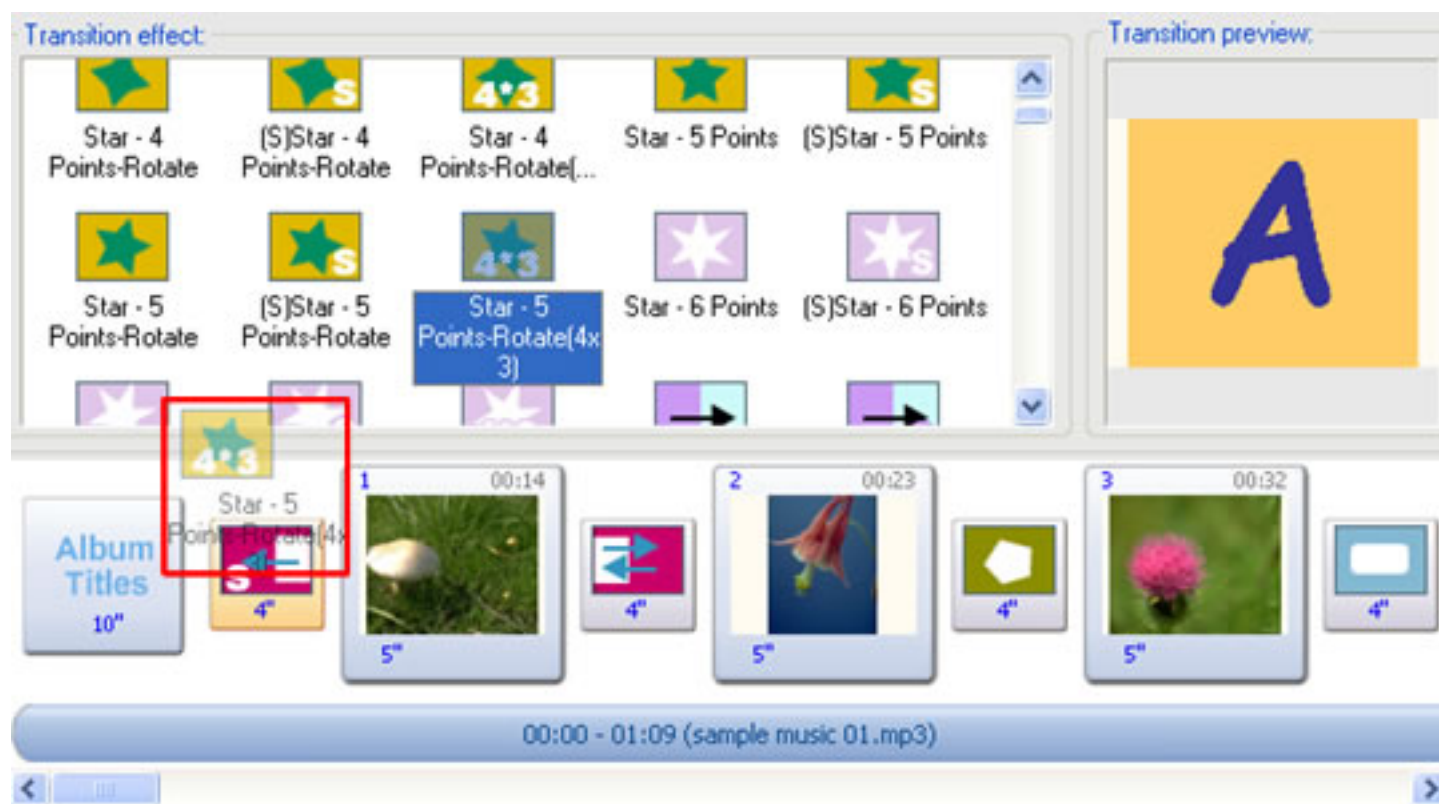 Transition effect:
Transition preview:
S
4*3
S
Star - 4
Points-Rotate
(S)Star - 4
Points-Rotate
Star - 4
Points-Rotate(...
Star - 5 Points
(S)Star - 5 Points
S
4*3
S
Star - 5
Points-Rotate
(S)Star - 5
Points-Rotate
Star - 5
Points-Rotate(4x
3)
Star - 6 Points
(S)Star - 6 Points
A
4*3
Star - 5
Points-Rotate(4x
Album
Titles
10"
S
4"
1 00:14
5"
4"
2 00:23
5"
4"
3 00:32
5"
4"
00:00 - 01:09 (sample music 01.mp3)